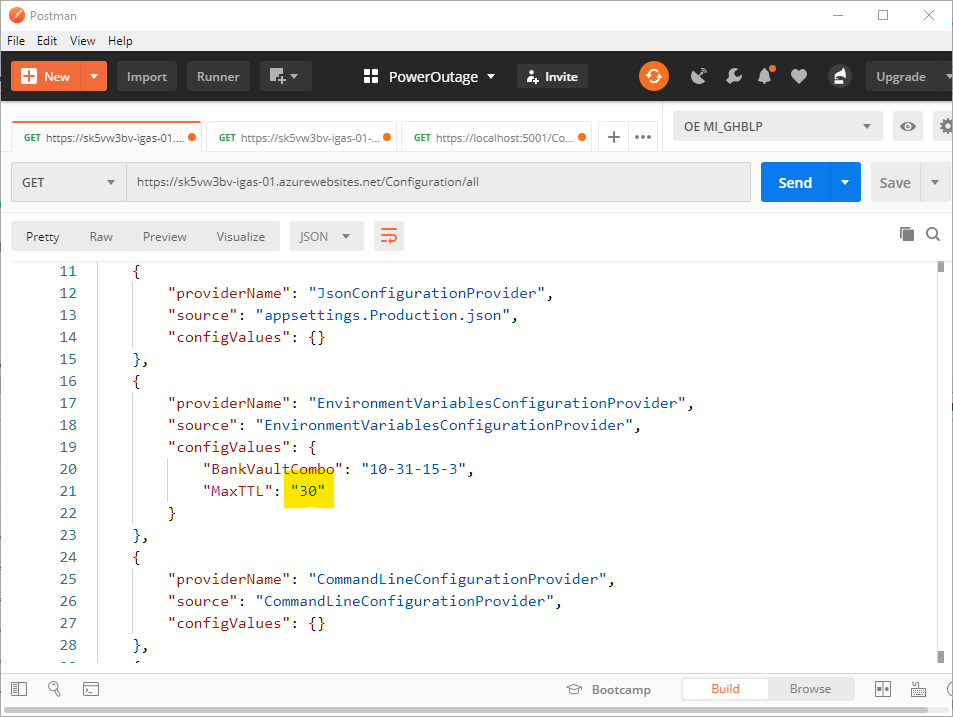 Postman
File Edit View Help
New Import Runner PowerOutage Invite Upgrade
GET https://sk5vw3bv-igas-01.... GET https://sk5vw3bv-igas-01-... GET https://localhost:5001/Co... OE MI_GHBLP
GET https://sk5vw3bv-igas-01.azurewebsites.net/Configuration/all Send Save
Pretty Raw Preview Visualize JSON
11 {
12 "providerName": "JsonConfigurationProvider",
13 "source": "appsettings.Production.json",
14 "configValues": {}
15 },
16 {
17 "providerName": "EnvironmentVariablesConfigurationProvider",
18 "source": "EnvironmentVariablesConfigurationProvider",
19 "configValues": {
20 "BankVaultCombo": "10-31-15-3",
21 "MaxTTL": "30"
22 }
23 },
24 {
25 "providerName": "CommandLineConfigurationProvider",
26 "source": "CommandLineConfigurationProvider",
27 "configValues": {}
28 },
Bootcamp Build Browse